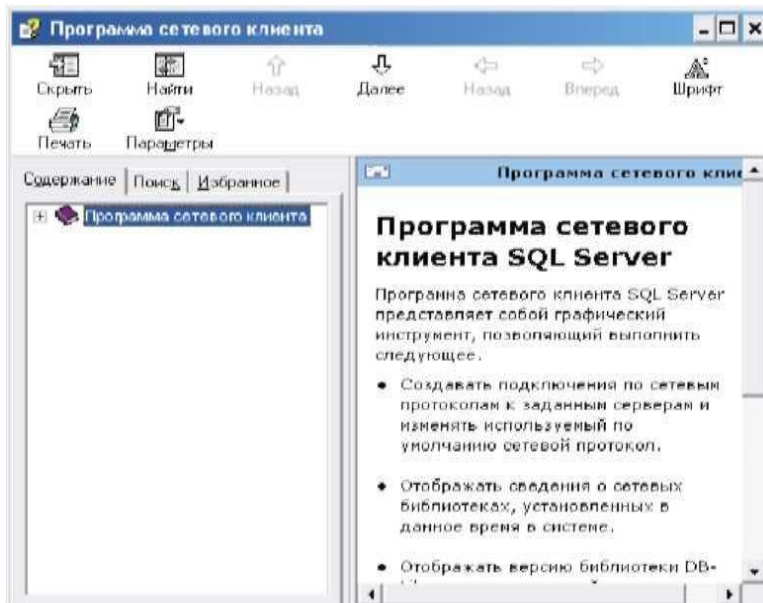 Программа сетевого клиента
Скрыть Найти Назад Далее Назад Вперед Шрифт
Печать Параметры
Содержание Поиск Избранное
Программа сетевого клиента
Программа сетевого клие
Программа сетевого
клиента SQL Server
Программа сетевого клиента SQL Server
представляет собой графический
инструмент, позволяющий выполнить
следующее.
• Создавать подключения по сетевым
протоколам к заданным серверам и
изменять используемый по
умолчанию сетевой протокол.
• Отображать сведения о сетевых
библиотеках, установленных в
данное время в системе.
• Отображать версию библиотеки DB-